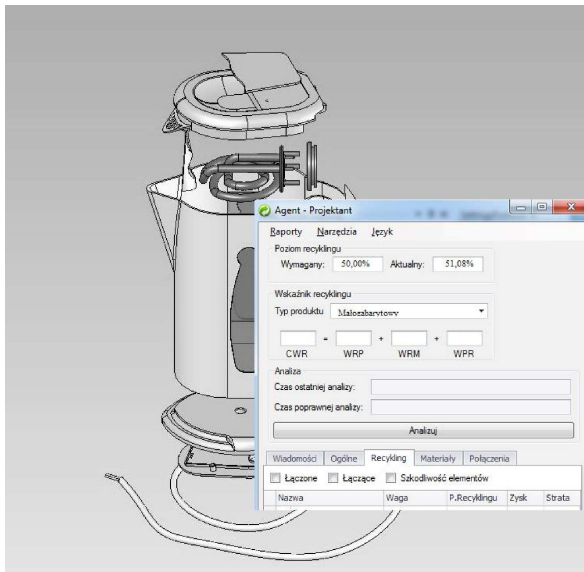 Agent - Projektant
Raporty Narzędzia Język
Poziom recyklingu
Wymagany: 50,00% Aktualny: 51,08%
Wskaźnik recyklingu
Typ produktu Małozabarytowy
= + + 
CWR WRP WRM WPR
Analiza
Czas ostatniej analizy:
Czas poprawnej analizy:
Analizuj
Wiadomości Ogólne Recykling Materiały Połączenia
Łączone Łączące Szkodliwość elementów
Nazwa Waga P.Recyklingu Zysk Strata